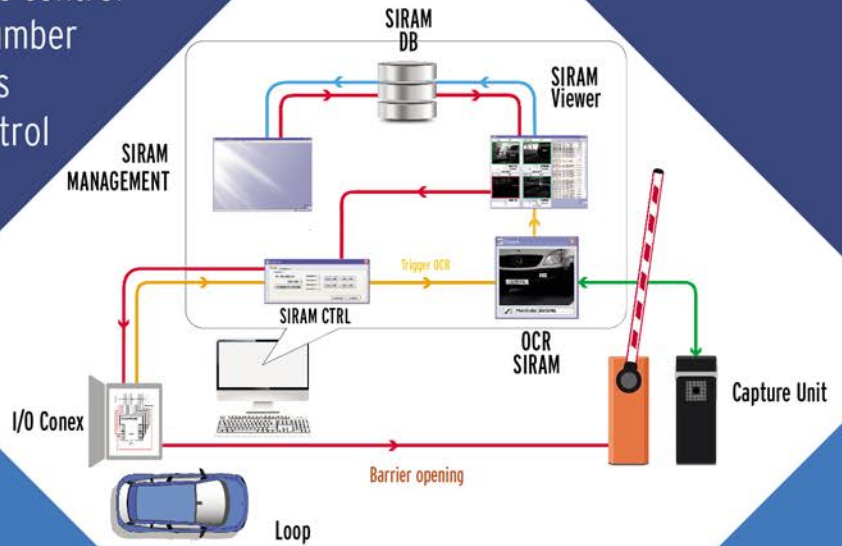 control
umber
s
trol
SIRAM
DB
SIRAM
Viewer
SIRAM
MANAGEMENT
Trigger OCR
SIRAM CTRL
OCR
SIRAM
I/O Conex
Capture Unit
Barrier opening
Loop